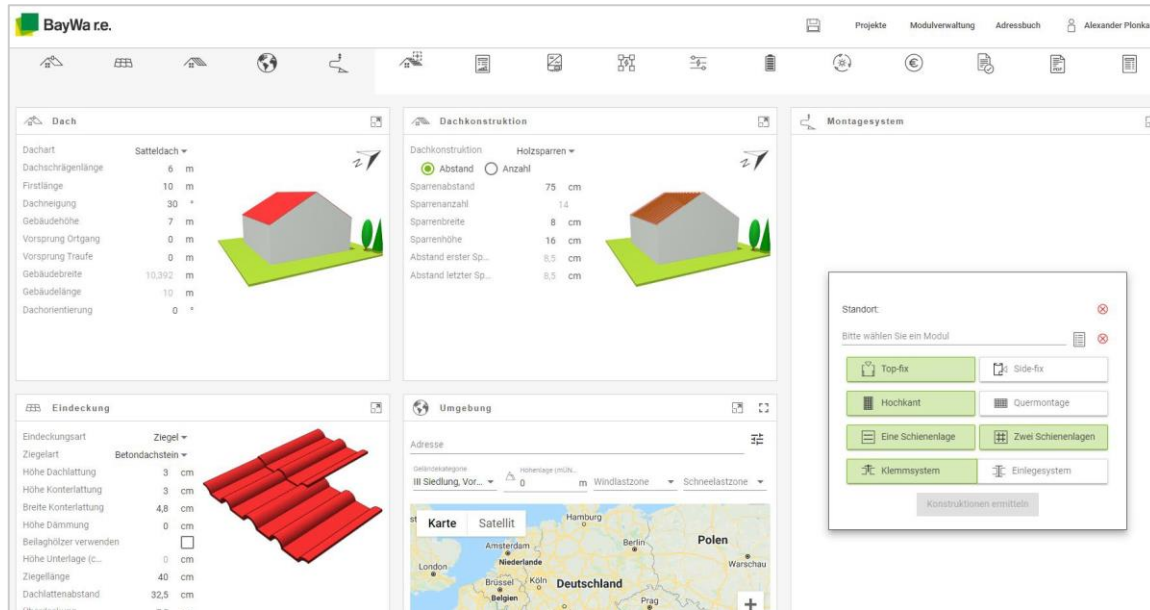 BayWa r.e.
Projekte Modulverwaltung Adressbuch Alexander Plonka
Dach
Dachart Satteldach
Dachschrägenlänge 6 m
Firstlänge 10 m
Dachneigung 30 °
Gebäudehöhe 7 m
Vorsprung Ortgang 0 m
Vorsprung Traufe 0 m
Gebäudebreite 10,392 m
Gebäudelänge 10 m
Dachorientierung 0 °
Z
Dachkonstruktion
Dachkonstruktion Holzsparren
Abstand Anzahl
Sparrenabstand 75 cm
Sparrenanzahl 14
Sparrenbreite 8 cm
Sparrenhöhe 16 cm
Abstand erster Sp... 8,5 cm
Abstand letzter Sp... 8,5 cm
Z
Montagesystem
Standort:
Bitte wählen Sie ein Modul
Top-fix Side-fix
Hochkant Quermontage
Eine Schienenlage Zwei Schienenlagen
Klemmsystem Einlegesystem
Konstruktionen ermitteln
Eindeckung
Eindeckungsart Ziegel
Ziegelart Betondachstein
Höhe Dachlattung 3 cm
Höhe Konterlattung 3 cm
Breite Konterlattung 4,8 cm
Höhe Dämmung 0 cm
Beilaghölzer verwenden
Höhe Unterlage (c... 0 cm
Ziegellänge 40 cm
Dachlattenabstand 32,5 cm
Umgebung
Adresse
Geländekategorie
III Siedlung, Vor...
Höhenlage (müN...
0 m
Windlastzone Schneelastzone
Karte Satellit
Hamburg
Amsterdam
Berlin
Polen
London
Niederlande
Warschau
Brüssel
Köln
Deutschland
Belgien
Prag
+